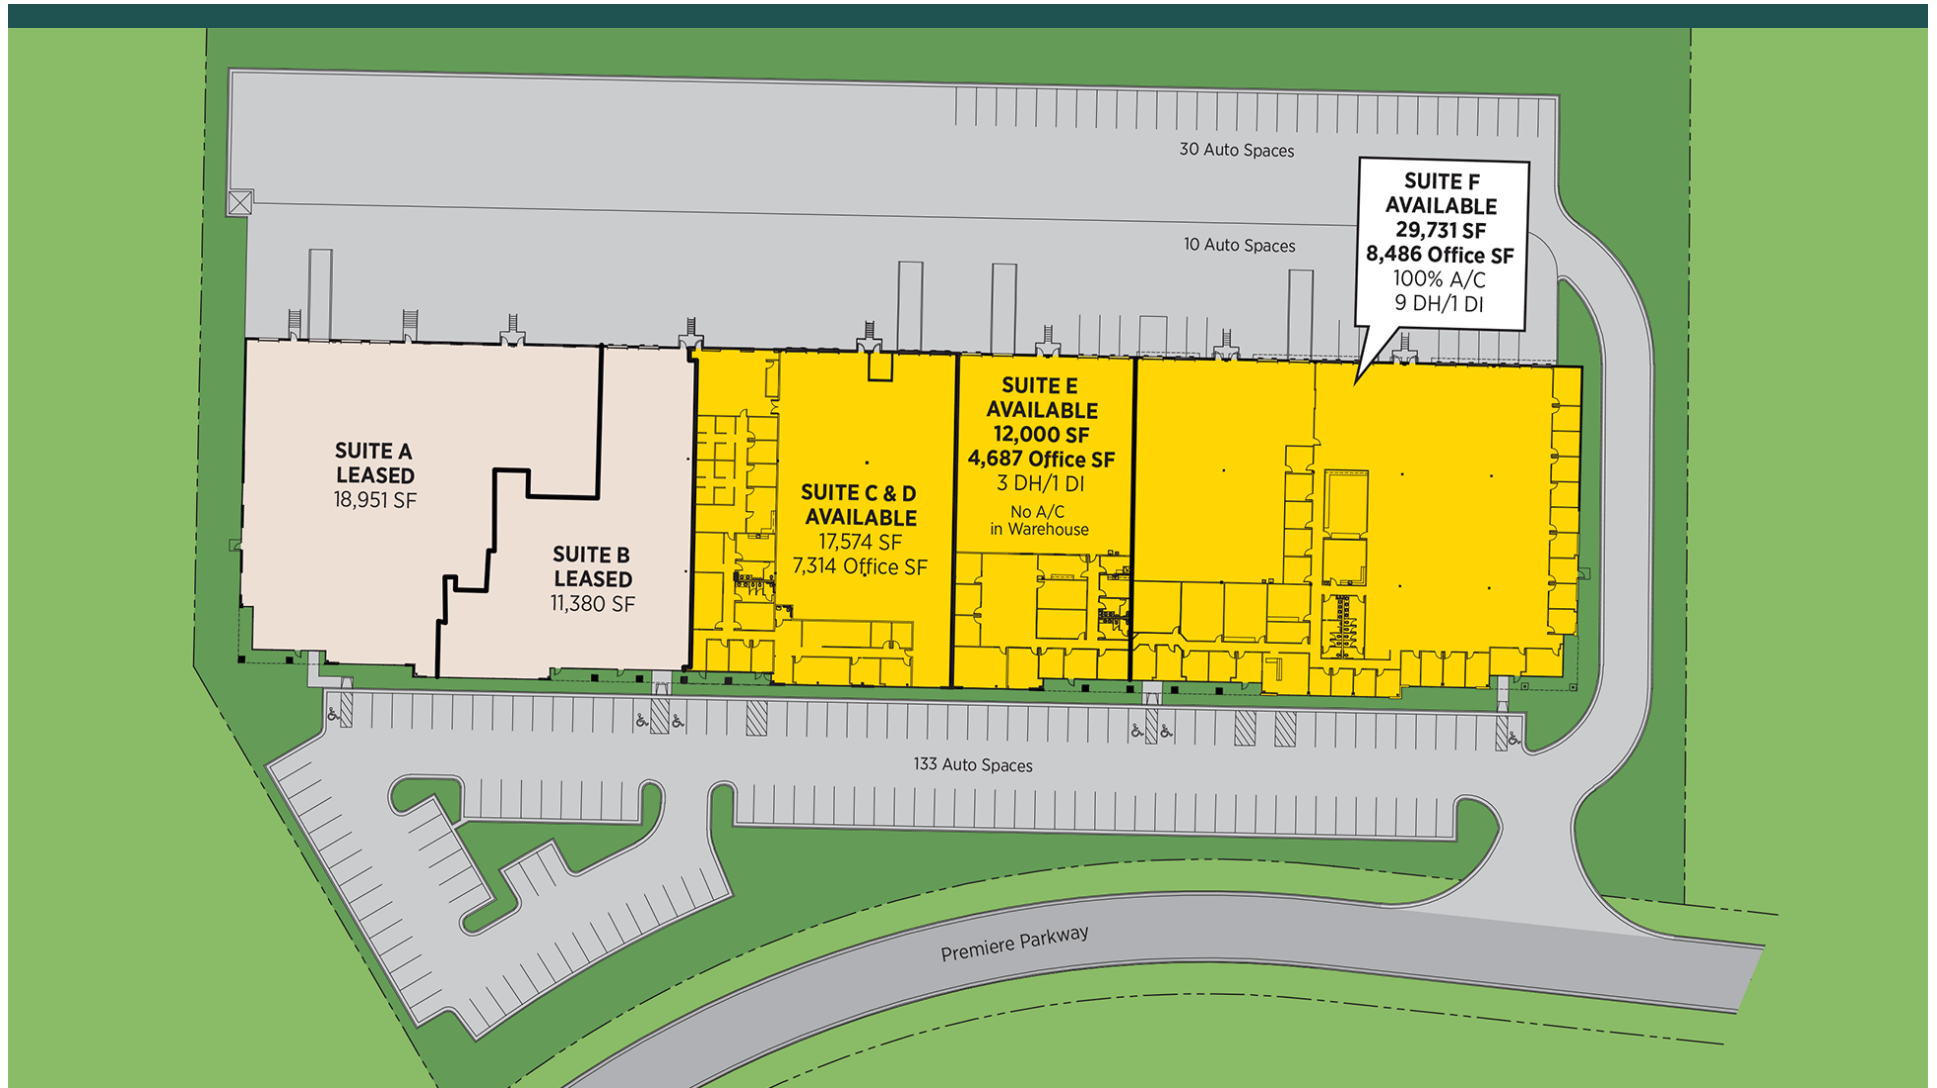 30 Auto Spaces
10 Auto Spaces
SUITE F
AVAILABLE
29,731 SF
8,486 Office SF
100% A/C
9 DH/1 DI
SUITE A
LEASED
18,951 SF
SUITE B
LEASED
11,380 SF
SUITE C & D
AVAILABLE
17,574 SF
7,314 Office SF
SUITE E
AVAILABLE
12,000 SF
4,687 Office SF
3 DH/1 DI
No A/C
in Warehouse
133 Auto Spaces
Premiere Parkway